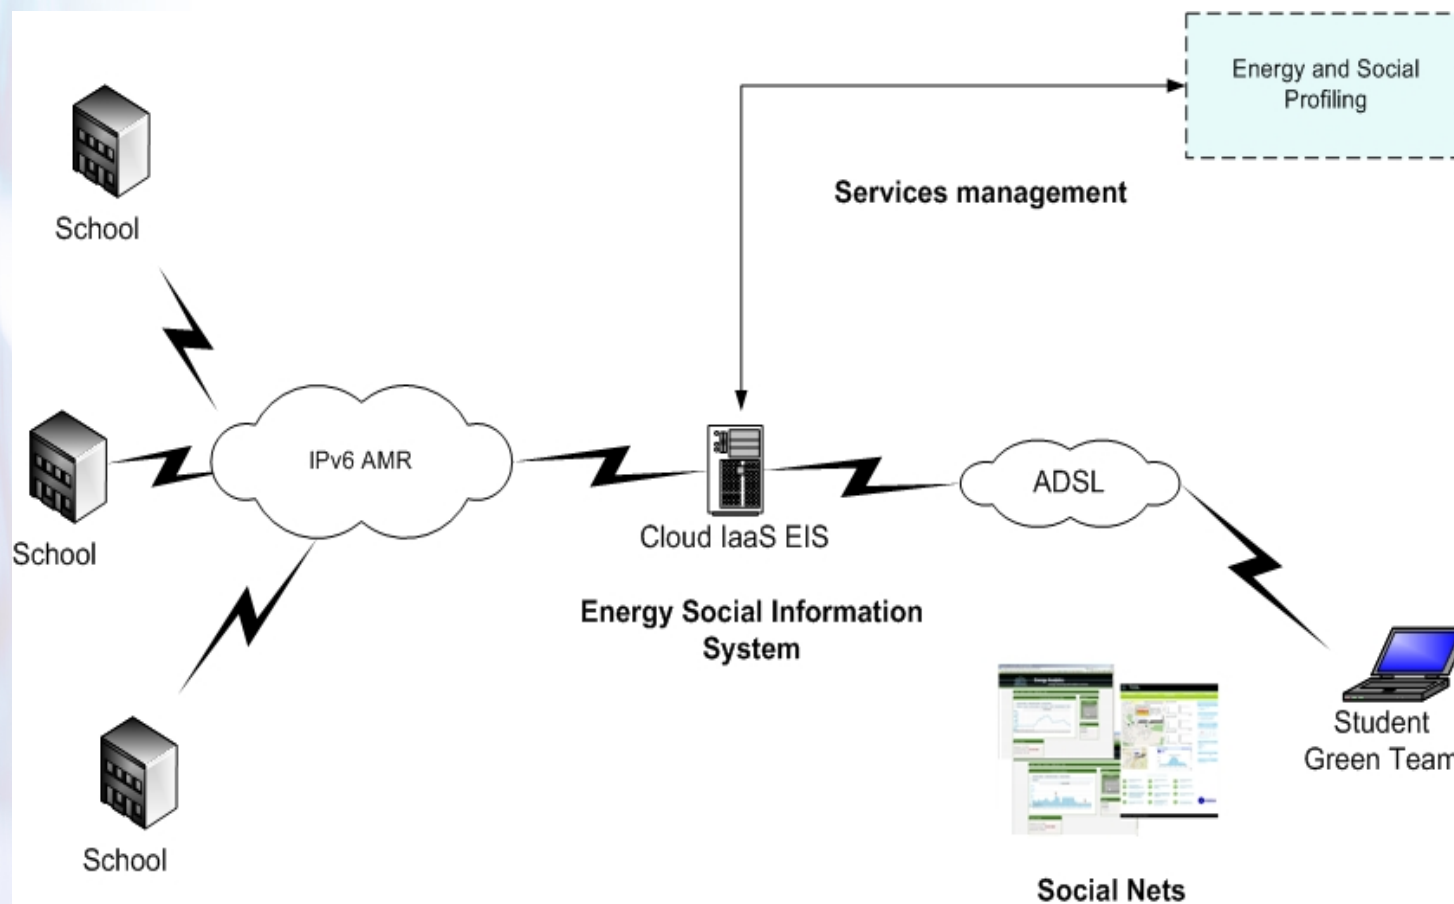 Energy and Social
Profiling
Services management
School
School
IPv6 AMR
ADSL
Cloud IaaS EIS
Energy Social Information
System
Student
Green Team
School
Social Nets